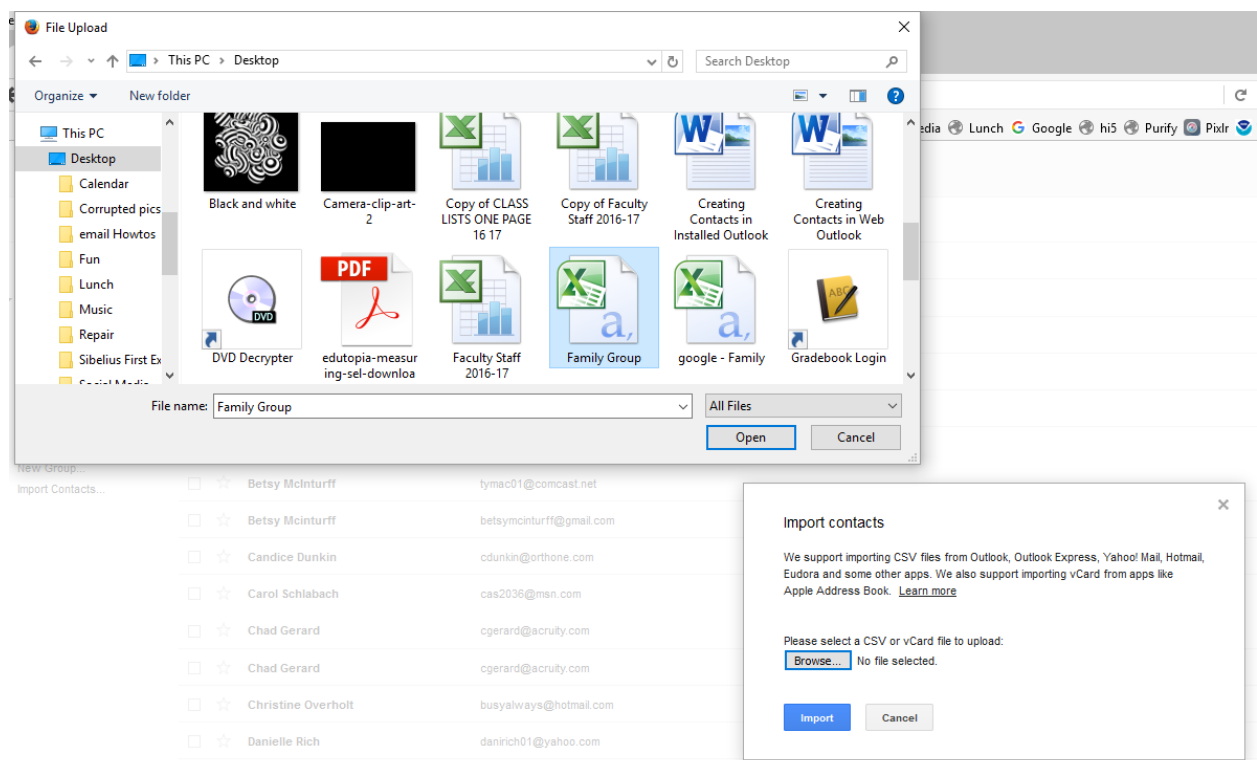 File Upload
This PC > Desktop
Search Desktop
Organize
New folder
This PC
Desktop
Calendar
Corrupted pics
email Howtos
Fun
Lunch
Music
Repair
Sibelius First Ex
Social Media
Black and white
Camera-clip-art-
2
Copy of CLASS
LISTS ONE PAGE
16 17
Copy of Faculty
Staff 2016-17
Creating
Contacts in
Installed Outlook
Creating
Contacts in Web
Outlook
DVD
DVD Decrypter
PDF
edutopia-measur
ing-sel-downloa
Faculty Staff
2016-17
a,
Family Group
a,
google - Family
ABC
Gradebook Login
File name: Family Group
All Files
Open
Cancel
edia Lunch Google hi5 Purify Pixlr
New Group...
Import Contacts...
Betsy McInturff tymac01@comcast.net
Betsy Mcinturff betsymcinturff@gmail.com
Candice Dunkin cdunkin@orthone.com
Carol Schlabach cas2036@msn.com
Chad Gerard cgerard@acruity.com
Chad Gerard cgerard@acruity.com
Christine Overholt busyalways@hotmail.com
Danielle Rich danirich01@yahoo.com
Import contacts
We support importing CSV files from Outlook, Outlook Express, Yahoo! Mail, Hotmail,
Eudora and some other apps. We also support importing vCard from apps like
Apple Address Book. Learn more
Please select a CSV or vCard file to upload:
Browse... No file selected.
Import
Cancel